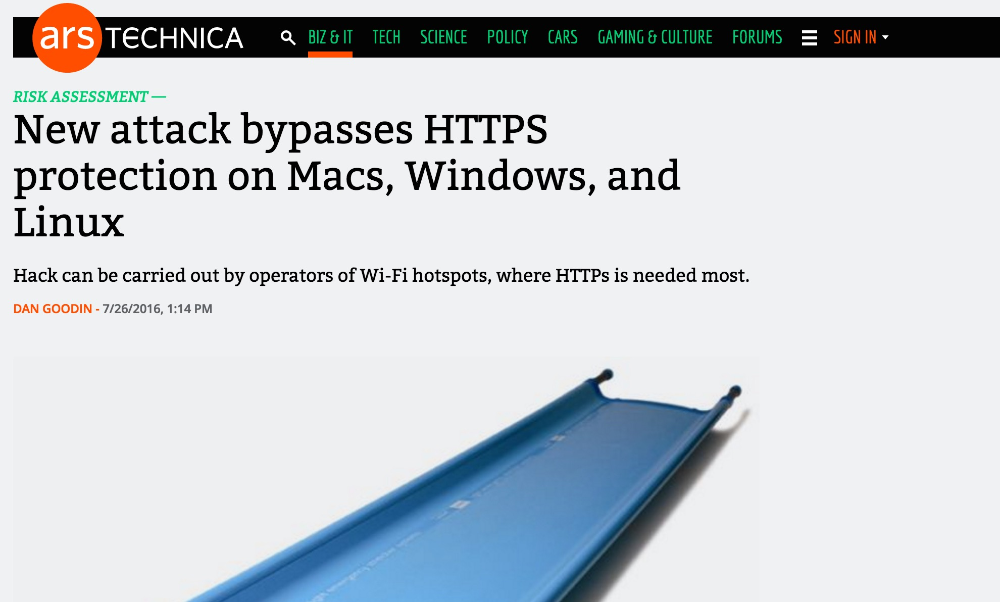 ars TECHNICA BIZ & IT TECH SCIENCE POLICY CARS GAMING & CULTURE FORUMS SIGN IN
RISK ASSESSMENT —
New attack bypasses HTTPS
protection on Macs, Windows, and
Linux
Hack can be carried out by operators of Wi-Fi hotspots, where HTTPs is needed most.
DAN GOODIN - 7/26/2016, 1:14 PM